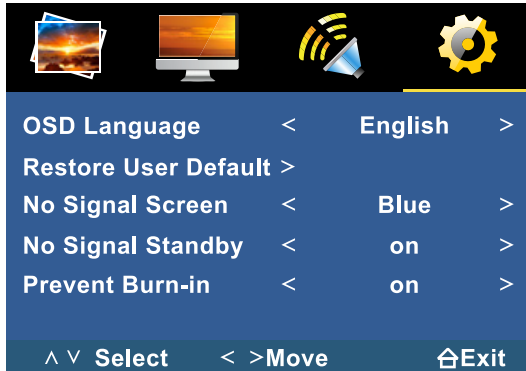 OSD Language < English >
Restore User Default >
No Signal Screen < Blue >
No Signal Standby < on >
Prevent Burn-in < on >
∧ ∨ Select < >Move Exit